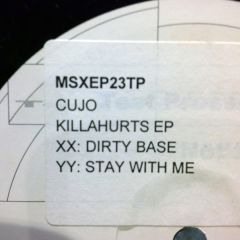 MSXEP23TP
CUJO
KILLAHURTS EP
XX: DIRTY BASE
YY: STAY WITH ME